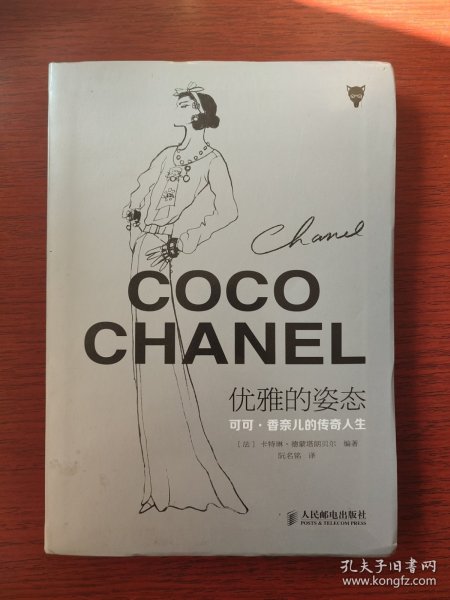 Chanel
COCO
CHANEL
优雅的姿态
可可·香奈儿的传奇人生
［法］ 卡特琳·德蒙塔朗贝尔 编著
阮名铭 译
人民邮电出版社
POSTS & TELECOM PRESS
孔夫子旧书网
www.kongfz.com